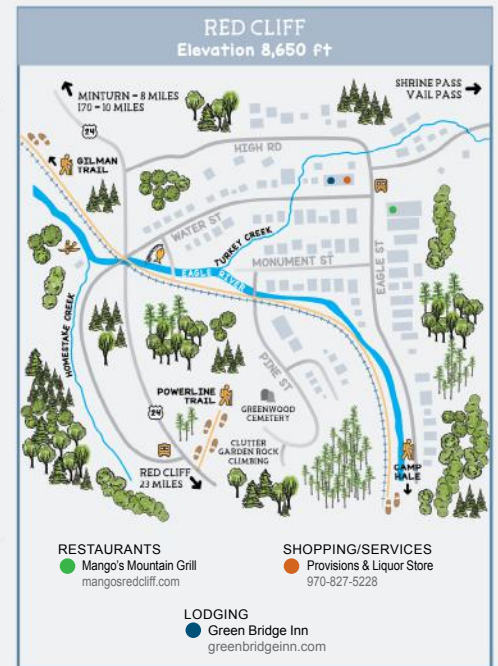 RED CLIFF
Elevation 8,650 ft
MINTURN - 8 MILES
I70 - 10 MILES
SHRINE PASS
VAIL PASS
24
HIGH RD
GILMAN
TRAIL
WATER ST
TURKEY CREEK
MONUMENT ST
EAGLE RIVER
EAGLE ST
HOMESTAKE CREEK
PINE ST
POWERLINE
TRAIL
GREENWOOD
CEMETERY
24
CLUTTER
GARDEN ROCK
CLIMBING
RED CLIFF
23 MILES
CAMP
HALE
RESTAURANTS
Mango's Mountain Grill
mangosredcliff.com
SHOPPING/SERVICES
Provisions & Liquor Store
970-827-5228
LODGING
Green Bridge Inn
greenbridgeinn.com